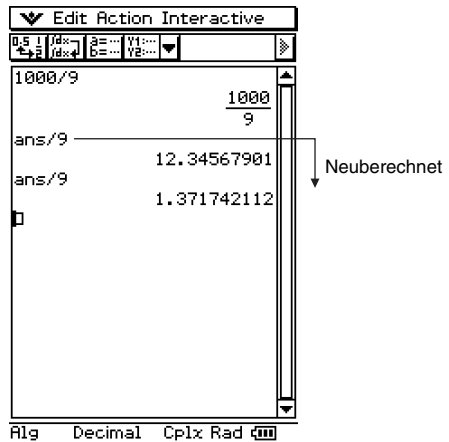 Edit Action Interactive
1000/9
1000
9
ans/9
12.34567901
ans/9
1.371742112
Neuberechnet
Alg Decimal Cplx Rad